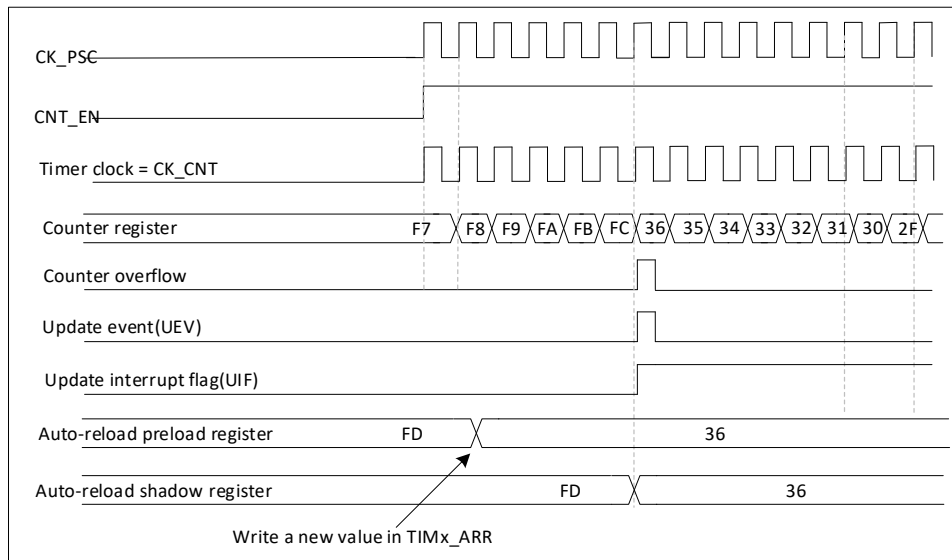 CK_PSC
CNT_EN
Timer clock = CK_CNT
Counter register F7 F8 F9 FA FB FC 36 35 34 33 32 31 30 2F
Counter overflow
Update event(UEV)
Update interrupt flag(UIF)
Auto-reload preload register FD 36
Auto-reload shadow register FD 36
Write a new value in TIMx_ARR